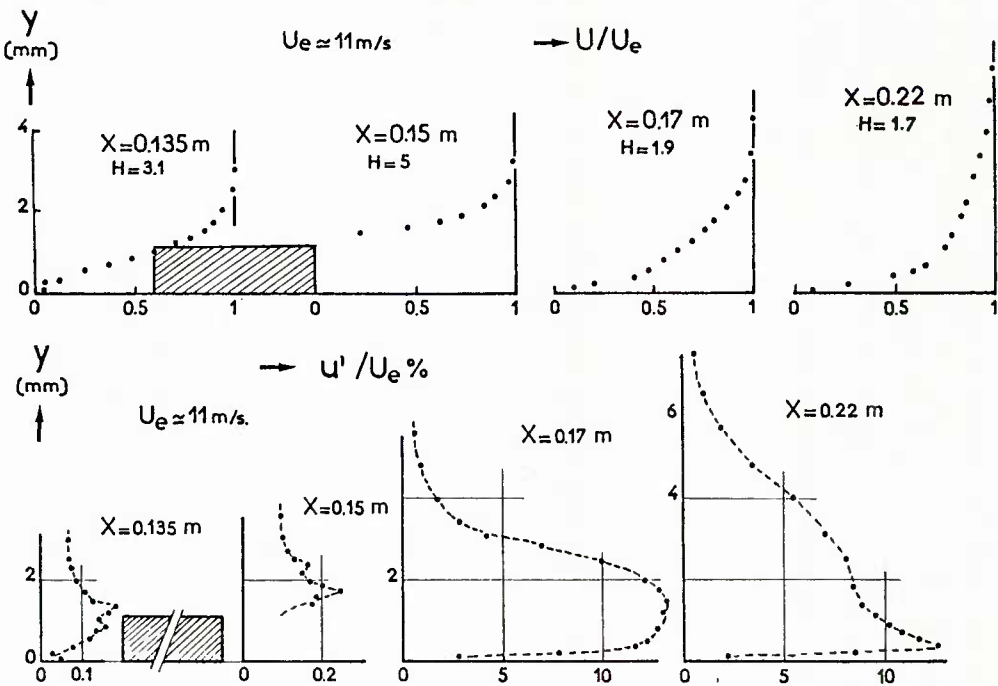 y
(mm)
Ue ≃ 11 m/s → U/Ue
X=0.135 m
H=3.1
X=0.15 m
H=5
X=0.17 m
H=1.9
X=0.22 m
H=1.7
4
2
0
0 0.5 1 0 0.5 1 0 0.5 1 0 0.5 1
y
(mm)
→ u' /Ue %
Ue ≃ 11 m/s.
X=0.135 m
X=0.15 m
X=0.17 m
X=0.22 m
2
0
2
6
4
0 0.1 0 0.2 0 5 10 0 5 10